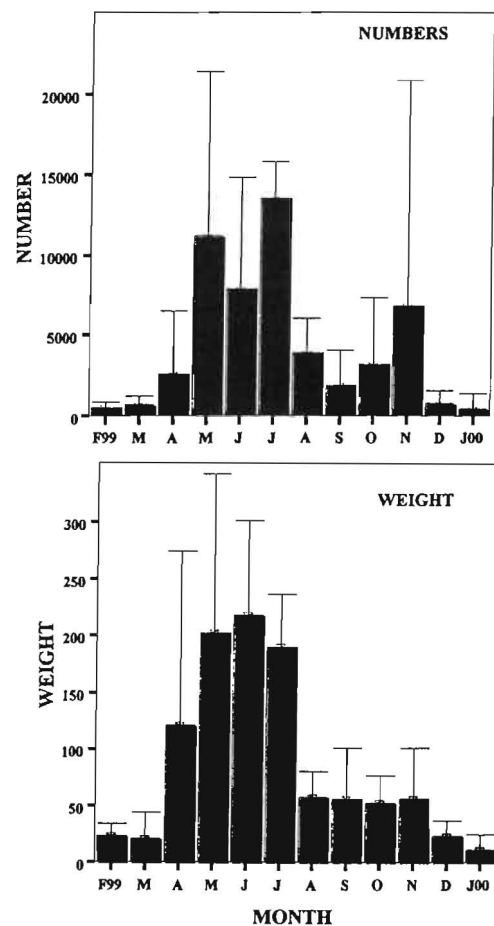 NUMBERS
20000
15000
10000
5000
0
NUMBER
F99 M A M J J A S O N D J00
WEIGHT
300
250
200
150
100
50
0
WEIGHT
F99 M A M J J A S O N D J00
MONTH